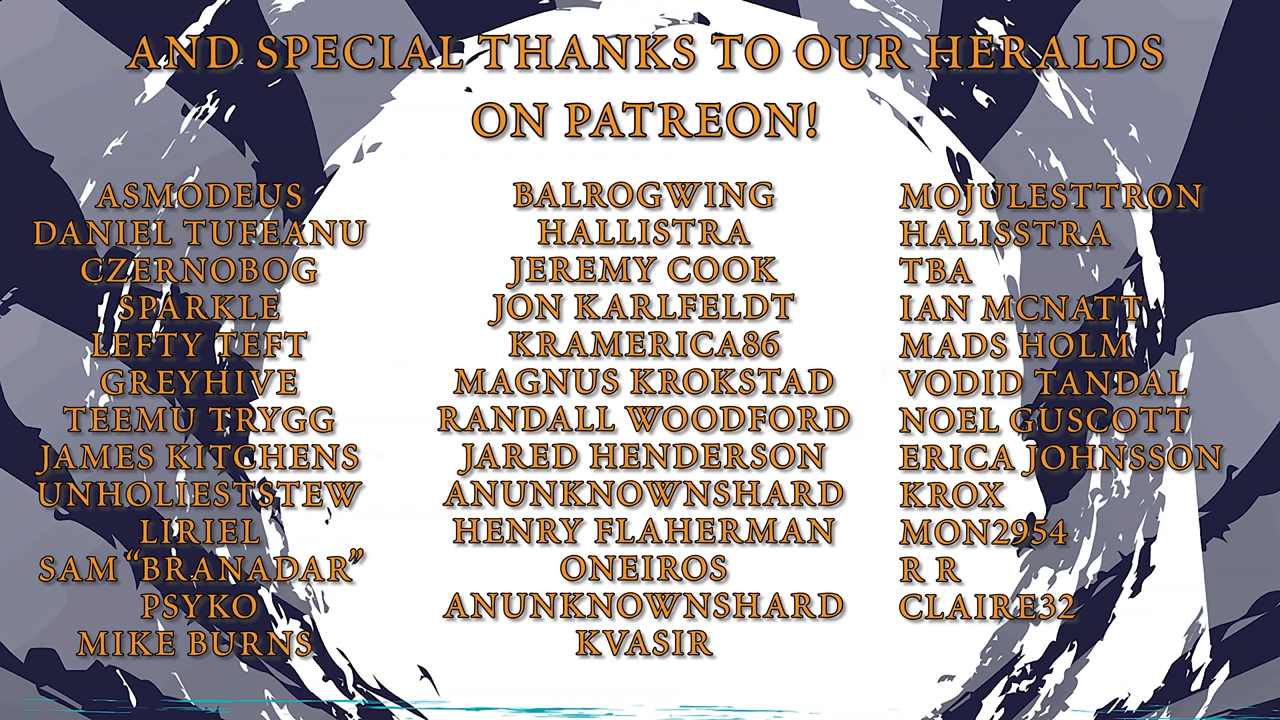 AND SPECIAL THANKS TO OUR HERALDS
ON PATREON!
ASMODEUS
DANIEL TUFEANU
CZERNOBOG
SPARKLE
LEFTY TEFT
GREYHIVE
TEEMU TRYGG
JAMES KITCHENS
UNHOLIESTSTEW
LIRIEL
SAM “BRANADAR”
PSYKO
MIKE BURNS
BALROGWING
HALLISTRA
JEREMY COOK
JON KARLFELDT
KRAMERICA86
MAGNUS KROKSTAD
RANDALL WOODFORD
JARED HENDERSON
ANUNKNOWNSHARD
HENRY FLAHERMAN
ONEIROS
ANUNKNOWNSHARD
KVASIR
MOJULESTTRON
HALISSTRA
TBA
IAN MCNATT
MADS HOLM
VODID TANDAL
NOEL GUSCOTT
ERICA JOHNSSON
KROX
MON2954
R R
CLAIRE32